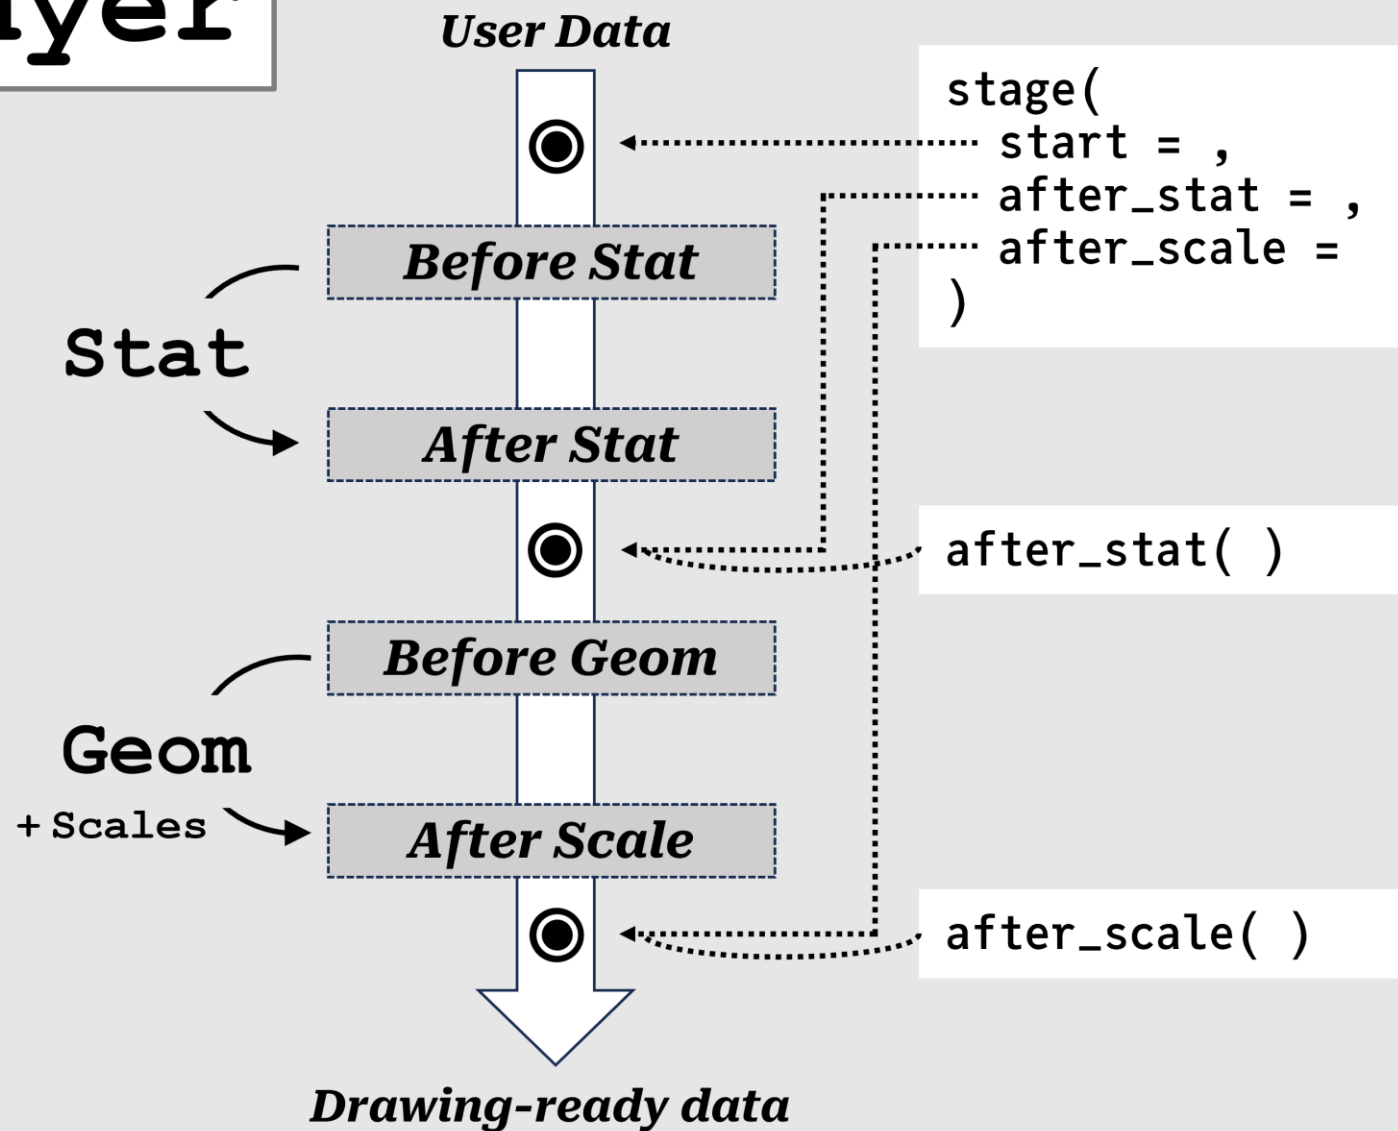 User Data
stage(
start = ,
after_stat = ,
after_scale =
)
Before Stat
Stat
After Stat
after_stat( )
Before Geom
Geom
+ Scales
After Scale
after_scale( )
Drawing-ready data